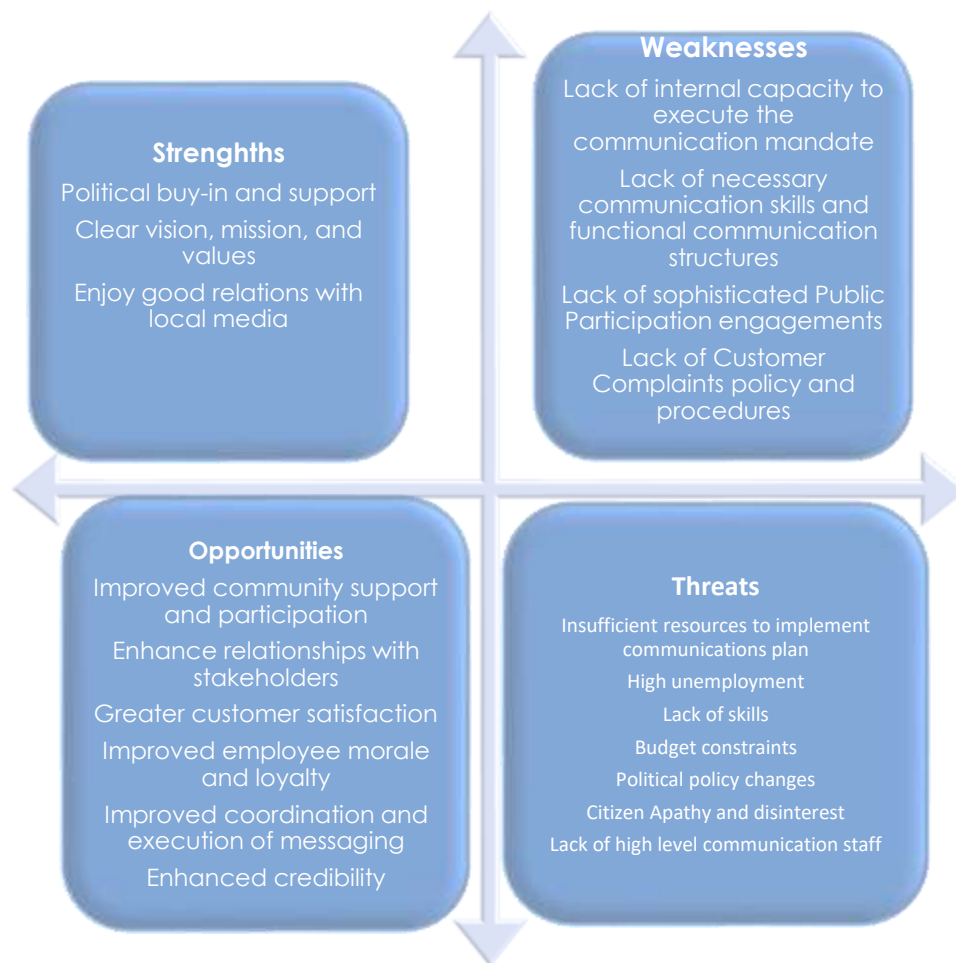 Strenghths
Political buy-in and support
Clear vision, mission, and
values
Enjoy good relations with
local media
Weaknesses
Lack of internal capacity to
execute the
communication mandate
Lack of necessary
communication skills and
functional communication
structures
Lack of sophisticated Public
Participation engagements
Lack of Customer
Complaints policy and
procedures
Opportunities
Improved community support
and participation
Enhance relationships with
stakeholders
Greater customer satisfaction
Improved employee morale
and loyalty
Improved coordination and
execution of messaging
Enhanced credibility
Threats
Insufficient resources to implement
communications plan
High unemployment
Lack of skills
Budget constraints
Political policy changes
Citizen Apathy and disinterest
Lack of high level communication staff